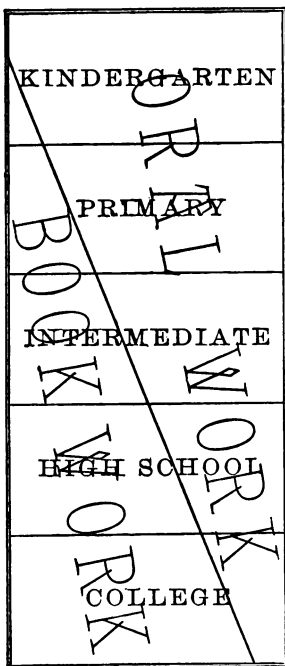 KINDERGARTEN
PRIMARY
INTERMEDIATE
HIGH SCHOOL
COLLEGE
ORAL WORK
BOOK WORK